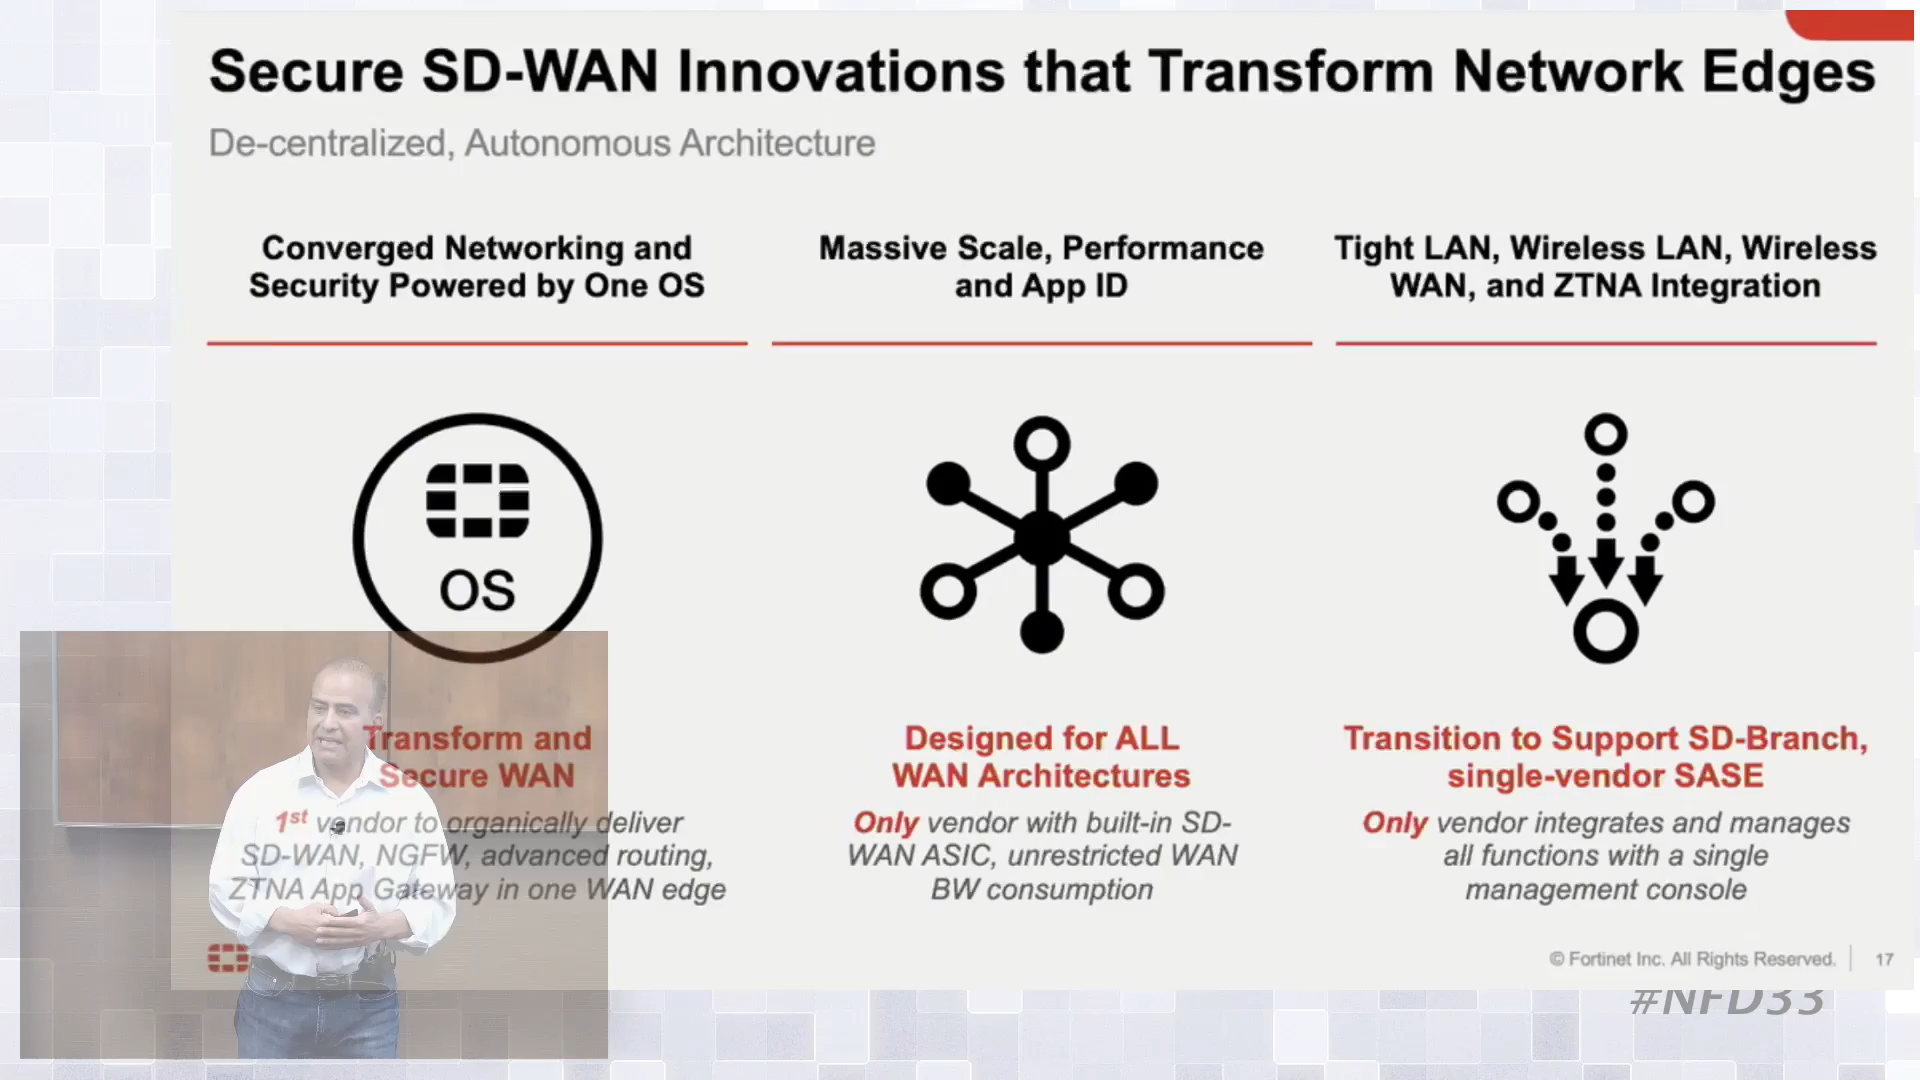 Secure SD-WAN Innovations that Transform Network Edges
De-centralized, Autonomous Architecture
Converged Networking and
Security Powered by One OS
Massive Scale, Performance
and App ID
Tight LAN, Wireless LAN, Wireless
WAN, and ZTNA Integration
OS
Transform and
Secure WAN
1st vendor to organically deliver
SD-WAN, NGFW, advanced routing,
ZTNA App Gateway in one WAN edge
Designed for ALL
WAN Architectures
Only vendor with built-in SD-
WAN ASIC, unrestricted WAN
BW consumption
Transition to Support SD-Branch,
single-vendor SASE
Only vendor integrates and manages
all functions with a single
management console
© Fortinet Inc. All Rights Reserved.
17
#NFD33